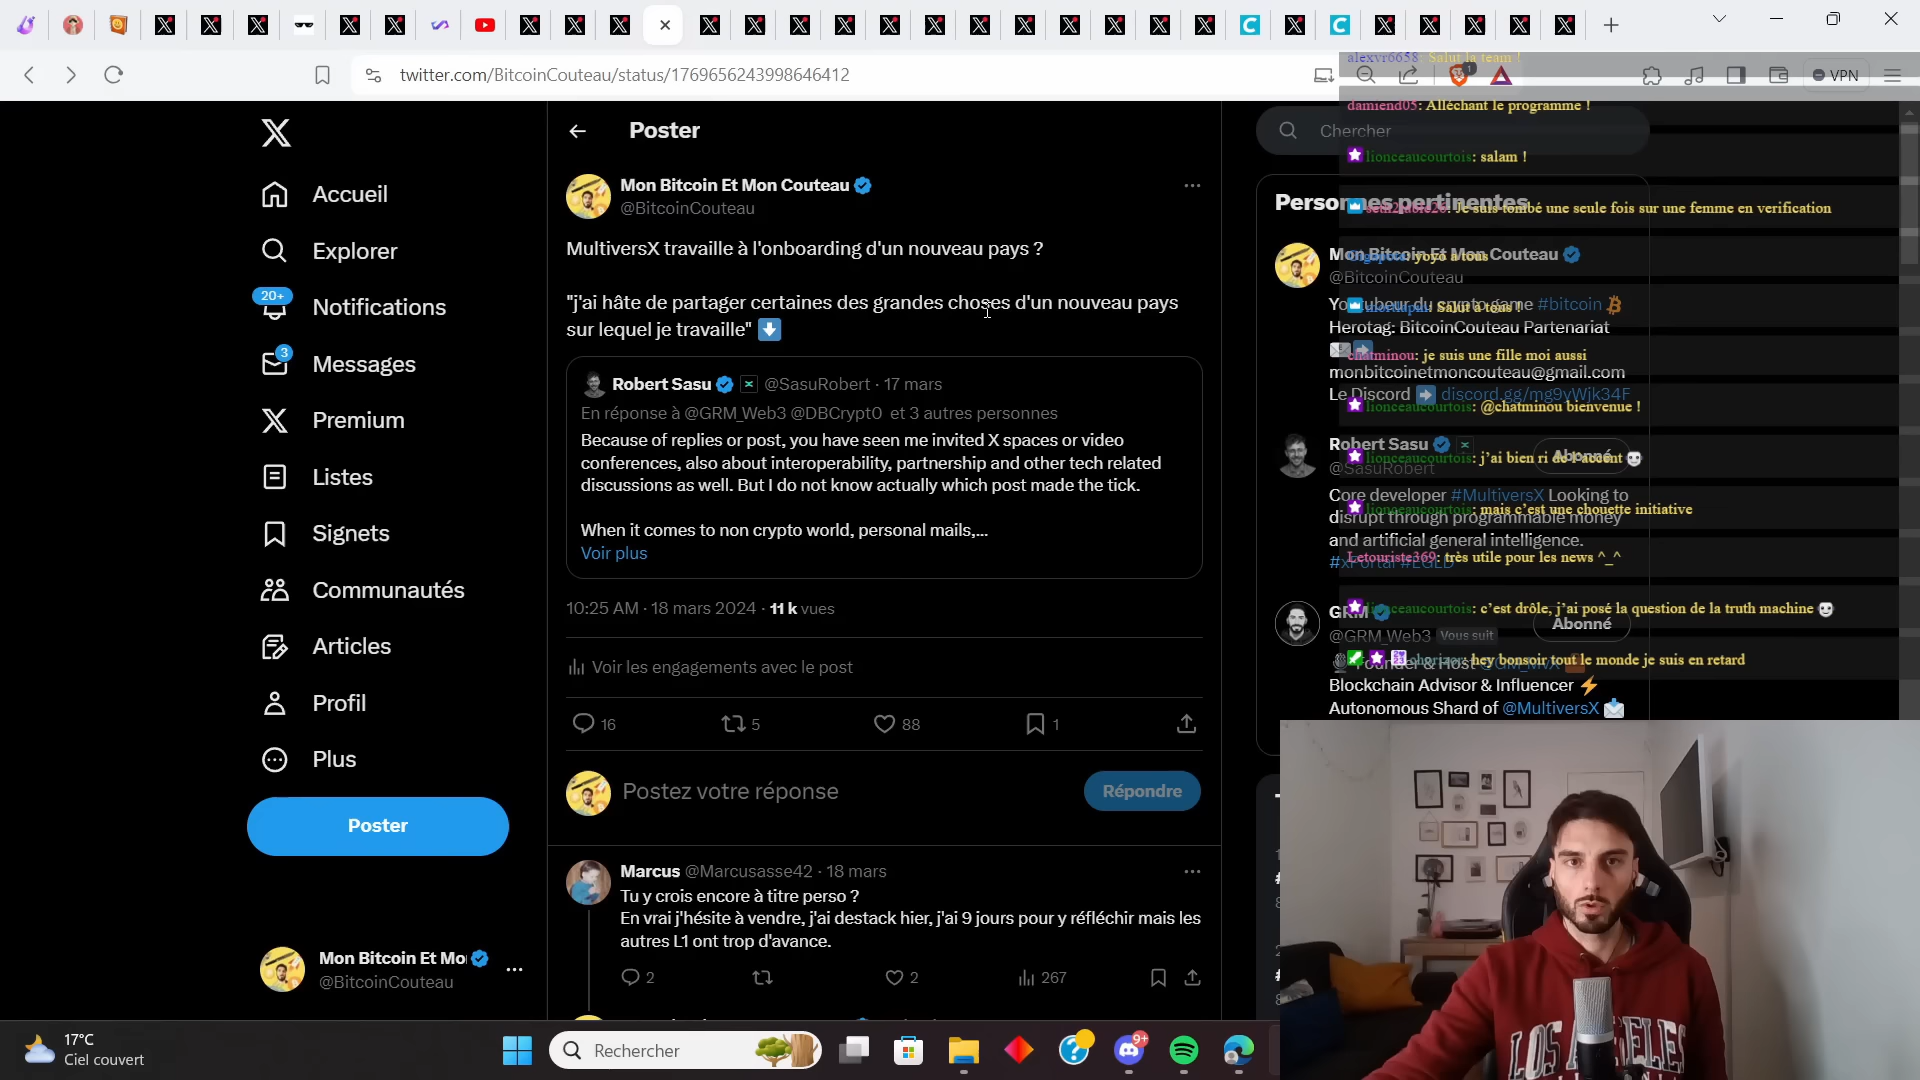 twitter.com/BitcoinCouteau/status/1769656243998646412
VPN
Accueil
Explorer
20+
Notifications
3
Messages
Premium
Listes
Signets
Communautés
Articles
Profil
Plus
Poster
Mon Bitcoin Et Mo
@BitcoinCouteau
Poster
Mon Bitcoin Et Mon Couteau
@BitcoinCouteau
MultiversX travaille à l'onboarding d'un nouveau pays ?
"j'ai hâte de partager certaines des grandes choses d'un nouveau pays
sur lequel je travaille"
Robert Sasu @SasuRobert · 17 mars
En réponse à @GRM_Web3 @DBCrypt0 et 3 autres personnes
Because of replies or post, you have seen me invited X spaces or video
conferences, also about interoperability, partnership and other tech related
discussions as well. But I do not know actually which post made the tick.
When it comes to non crypto world, personal mails,...
Voir plus
10:25 AM · 18 mars 2024 · 11 k vues
Voir les engagements avec le post
16
5
88
1
Postez votre réponse
Répondre
Marcus @Marcusasse42 · 18 mars
Tu y crois encore à titre perso ?
En vrai j'hésite à vendre, j'ai destack hier, j'ai 9 jours pour y réfléchir mais les
autres L1 ont trop d'avance.
2
2
267
Chercher
Personnes pertinentes
Mon Bitcoin Et Mon Couteau
@BitcoinCouteau
Youtubeur du crypto game #bitcoin
Herotag: BitcoinCouteau Partenariat
monbitcoinetmoncouteau@gmail.com
Le Discord discord.gg/mg9yWjk34F
Robert Sasu
@SasuRobert
Abonné
Core developer #MultiversX Looking to
disrupt through programmable money
and artificial general intelligence.
#xPortal #EGLD
GRM
@GRM_Web3 Vous suit
Abonné
Founder & Host @GM_MvX
Blockchain Advisor & Influencer
Autonomous Shard of @MultiversX
alexvr6658: Salut la team !
damiend05: Alléchant le programme !
lionceaucourtois: salam !
Je suis tombé une seule fois sur une femme en verification
yoyo à tous
Salut à tous !
chatminou: je suis une fille moi aussi
lionceaucourtois: @chatminou bienvenue !
lionceaucourtois: j'ai bien ri de l'accent
lionceaucourtois: mais c'est une chouette initiative
Letouriste369: très utile pour les news ^_^
lionceaucourtois: c'est drôle, j'ai posé la question de la truth machine
hey bonsoir tout le monde je suis en retard
LOS ANGELES
17°C
Ciel couvert
Rechercher
9+